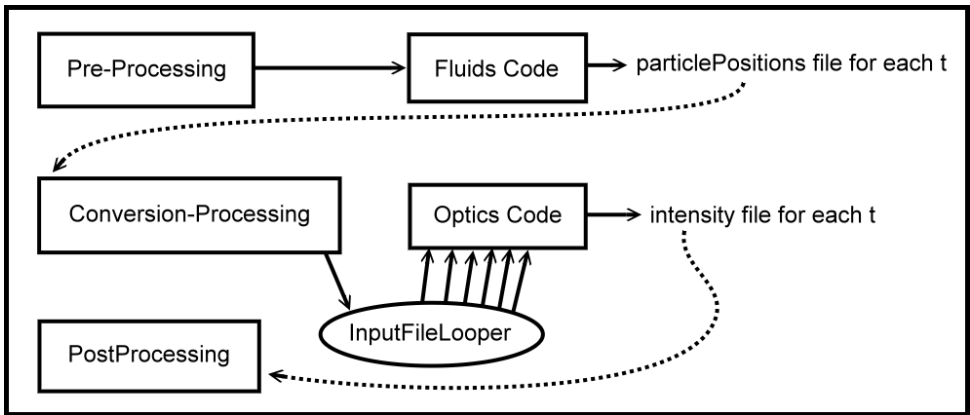 Pre-Processing
Fluids Code
particlePositions file for each t
Conversion-Processing
Optics Code
intensity file for each t
InputFileLooper
PostProcessing